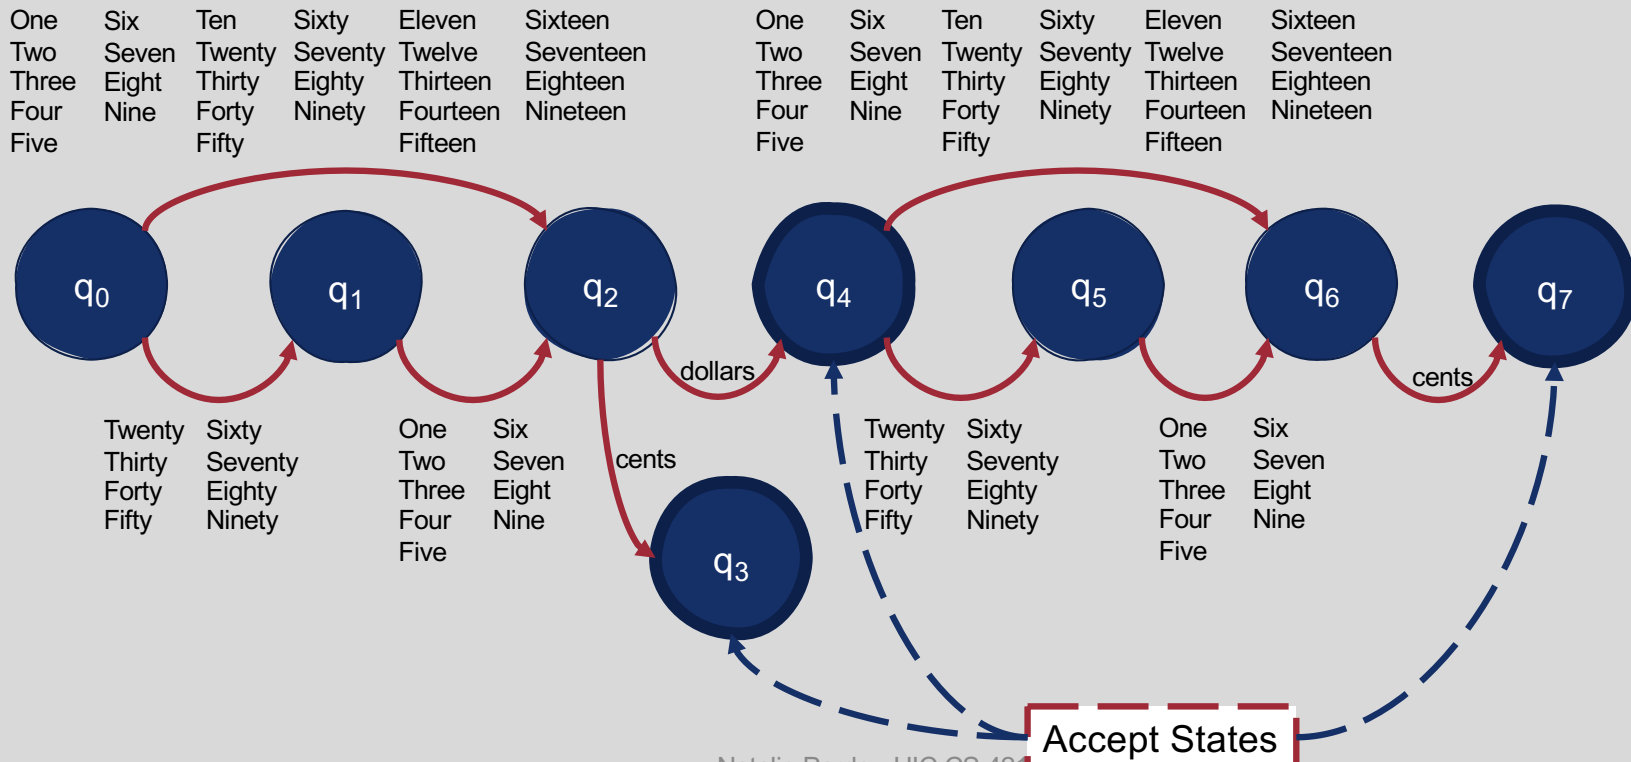 One Six Ten Sixty Eleven Sixteen
Two Seven Twenty Seventy Twelve Seventeen
Three Eight Thirty Eighty Thirteen Eighteen
Four Nine Forty Ninety Fourteen Nineteen
Five Fifty Fifteen
One Six Ten Sixty Eleven Sixteen
Two Seven Twenty Seventy Twelve Seventeen
Three Eight Thirty Eighty Thirteen Eighteen
Four Nine Forty Ninety Fourteen Nineteen
Five Fifty Fifteen
q0 q1 q2 q4 q5 q6 q7
dollars
cents
Twenty Sixty
Thirty Seventy
Forty Eighty
Fifty Ninety
One Six
Two Seven
Three Eight
Four Nine
Five
cents
Twenty Sixty
Thirty Seventy
Forty Eighty
Fifty Ninety
One Six
Two Seven
Three Eight
Four Nine
Five
q3
Accept States